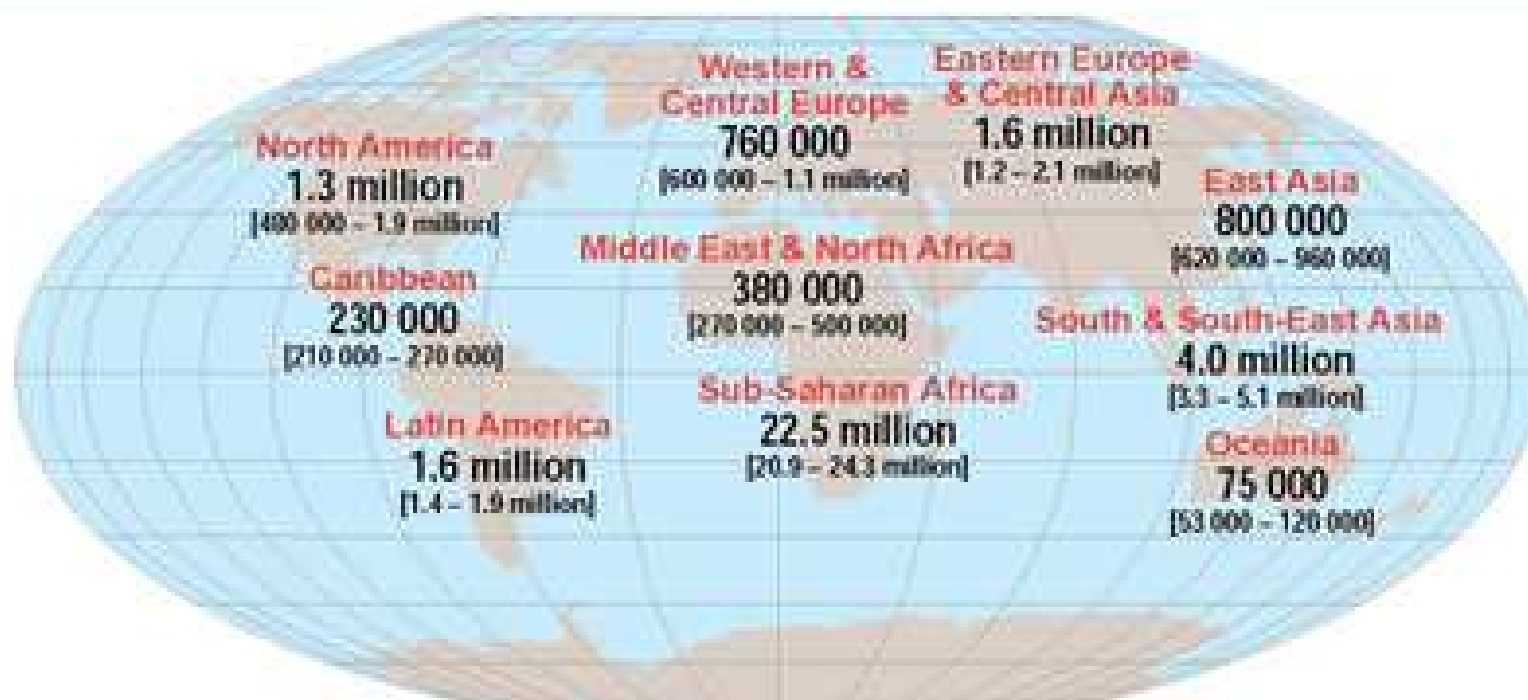 Western &
Central Europe
760 000
[600 000 – 1.1 million]
Eastern Europe
& Central Asia
1.6 million
[1.2 – 2.1 million]
North America
1.3 million
[480 000 – 1.9 million]
East Asia
800 000
[620 000 – 960 000]
Middle East & North Africa
380 000
[270 000 – 500 000]
Caribbean
230 000
[210 000 – 270 000]
South & South-East Asia
4.0 million
[3.3 – 5.1 million]
Sub-Saharan Africa
22.5 million
[20.9 – 24.3 million]
Latin America
1.6 million
[1.4 – 1.9 million]
Oceania
75 000
[53 000 – 120 000]